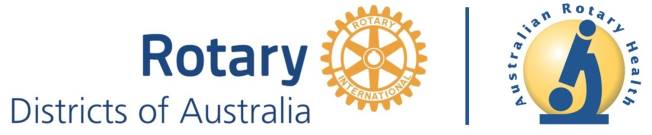 Rotary
Districts of Australia
ROTARY
INTERNATIONAL
Australian Rotary Health